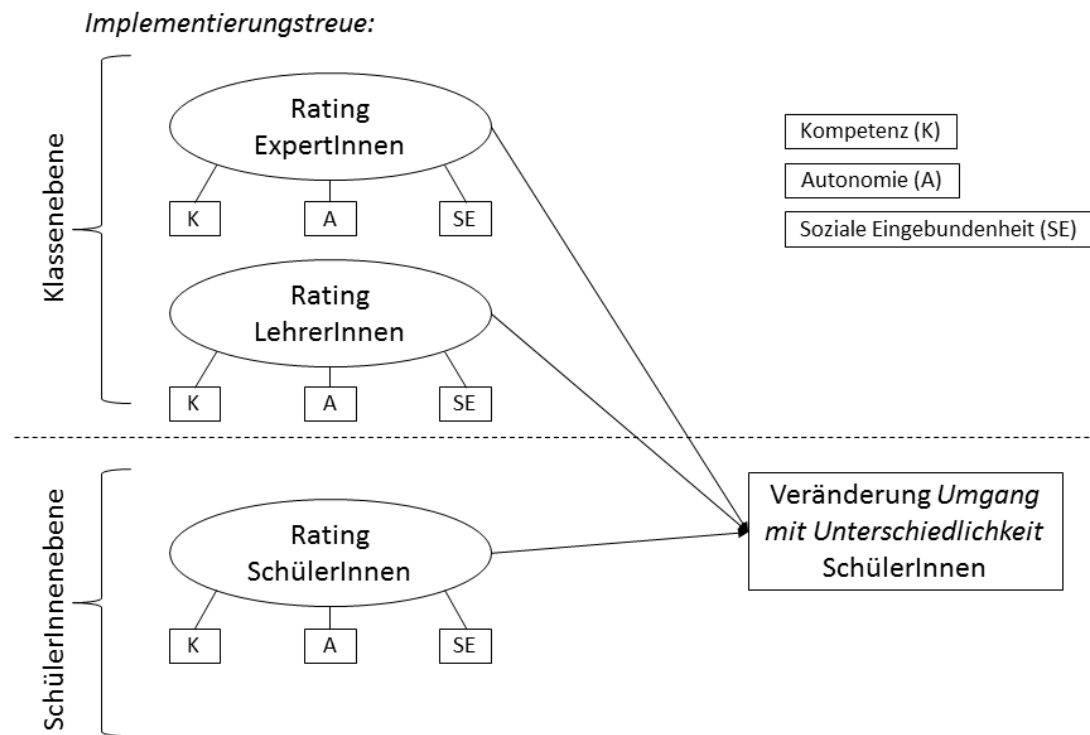 Implementierungstreue:
Klassenebene
Rating
ExpertInnen
K
A
SE
Rating
LehrerInnen
K
A
SE
Kompetenz (K)
Autonomie (A)
Soziale Eingebundenheit (SE)
SchülerInnenebene
Rating
SchülerInnen
K
A
SE
Veränderung Umgang
mit Unterschiedlichkeit
SchülerInnen